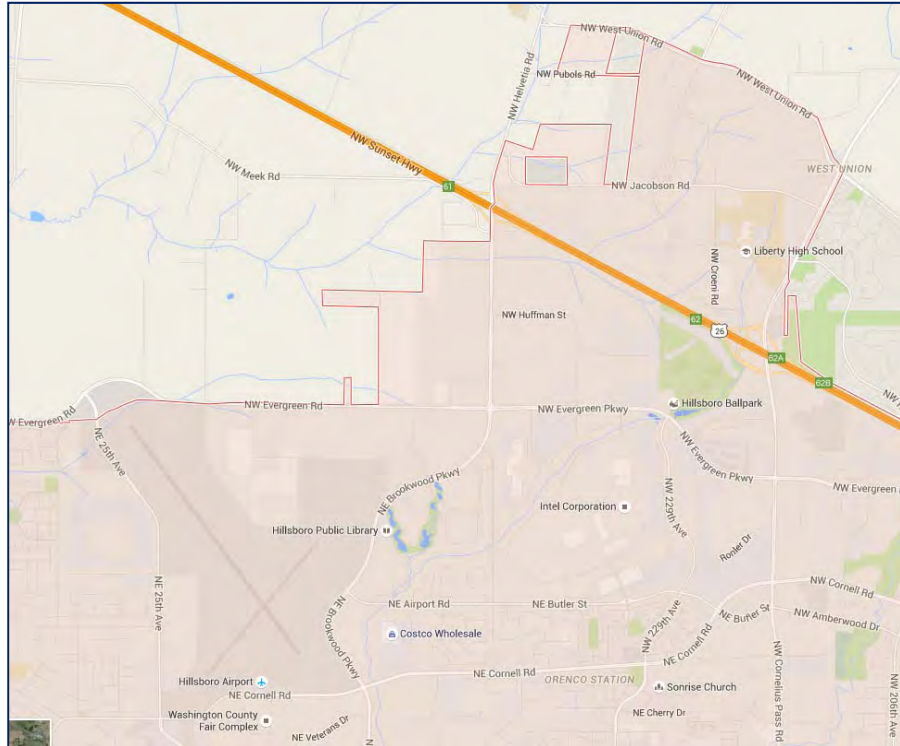 NW West Union Rd
NW Helvetia Rd
NW Pubols Rd
NW West Union Rd
NW Sunset Hwy
NW Meek Rd
61
NW Jacobson Rd
WEST UNION
NW Croeni Rd
Liberty High School
NW Huffman St
62
26
62A
62B
NW Evergreen Rd
NW Evergreen Rd
NW Evergreen Pkwy
Hillsboro Ballpark
NE 25th Ave
NW Evergreen Pkwy
NW Evergreen
NE Brookwood Pkwy
Intel Corporation
Hillsboro Public Library
NW 229th Ave
Ronler Dr
NE 25th Ave
NE Brookwood Pkwy
NE Airport Rd
NE Butler St
NW Cornell Rd
NE Butler St
NW Amberwood Dr
Costco Wholesale
NW 229th Ave
NE Cornell Rd
NW Cornelius Pass Rd
Hillsboro Airport
NE Cornell Rd
NE Cornell Rd
ORENCO STATION
Sonrise Church
NW 206th Ave
Washington County
Fair Complex
NE Veterans Dr
N
NE Cherry Dr